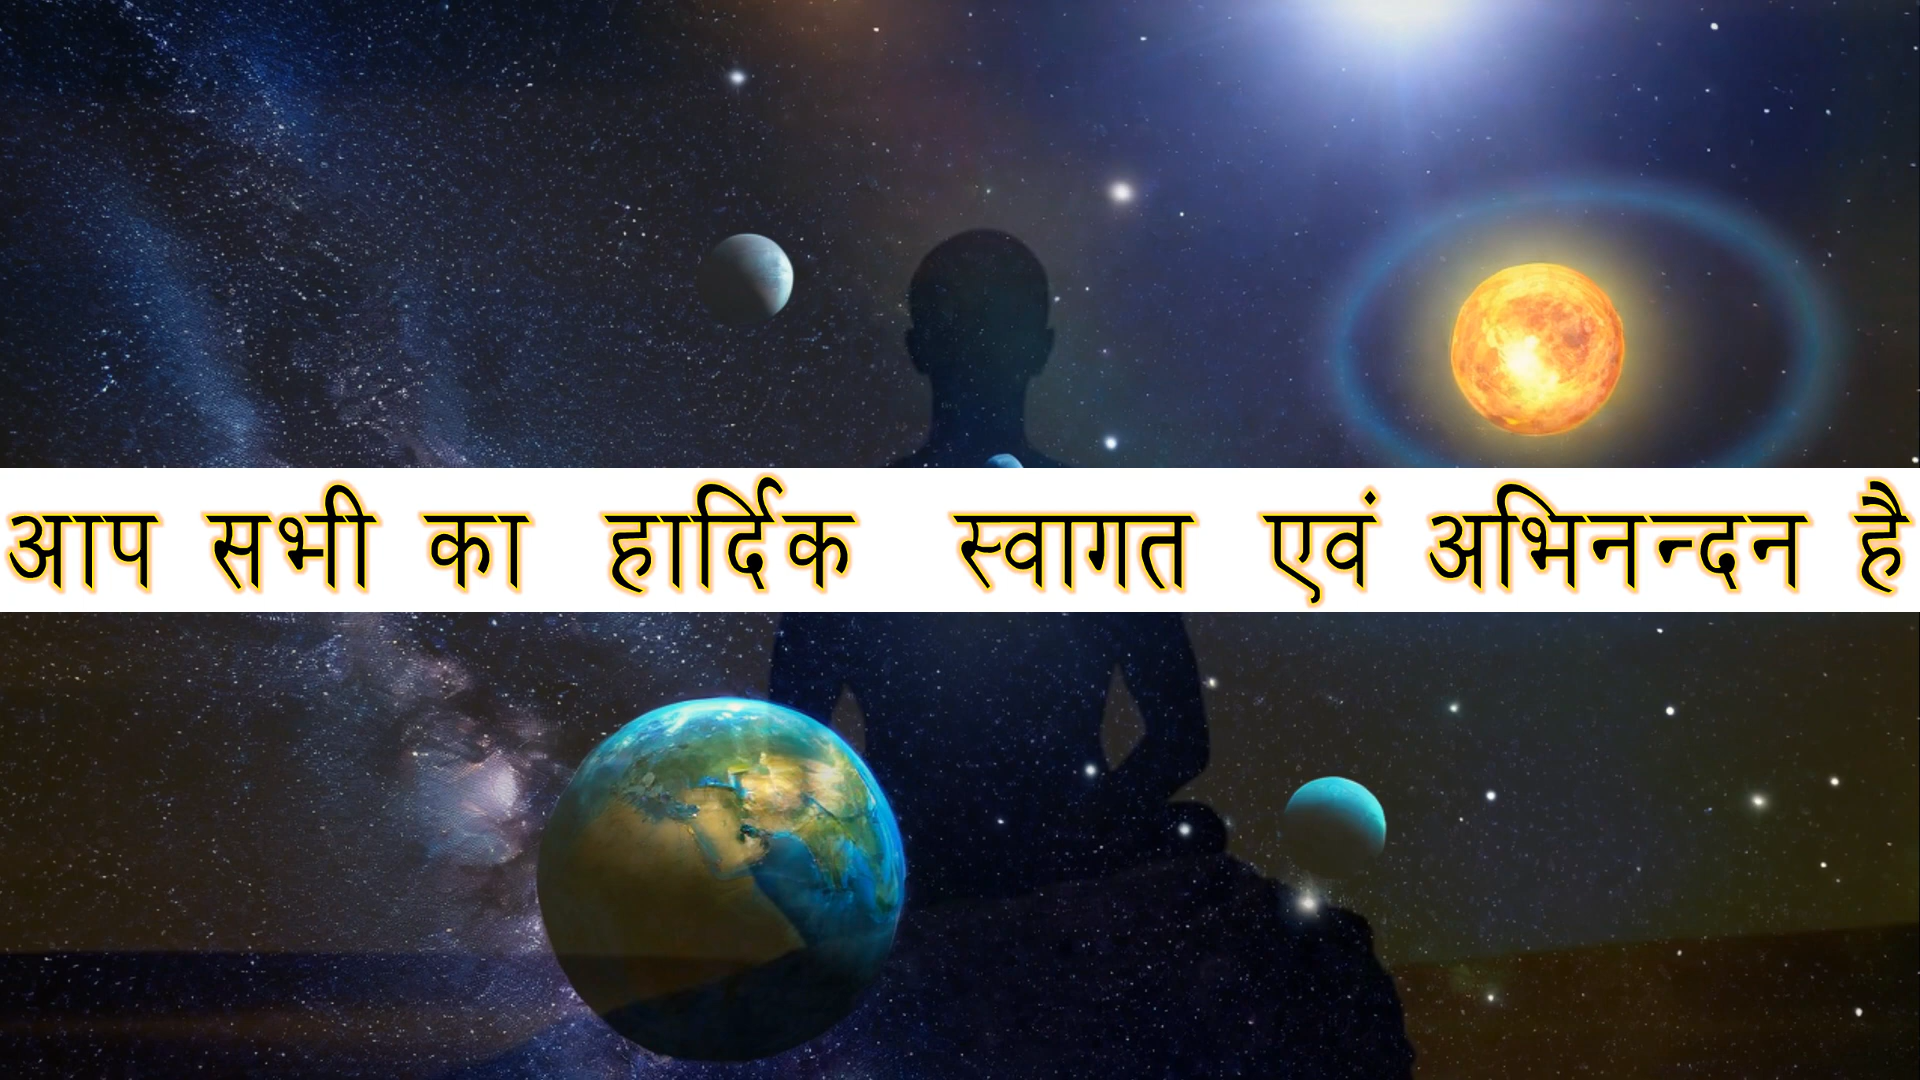 आप सभी का हार्दिक स्वागत एवं अभिनन्दन है